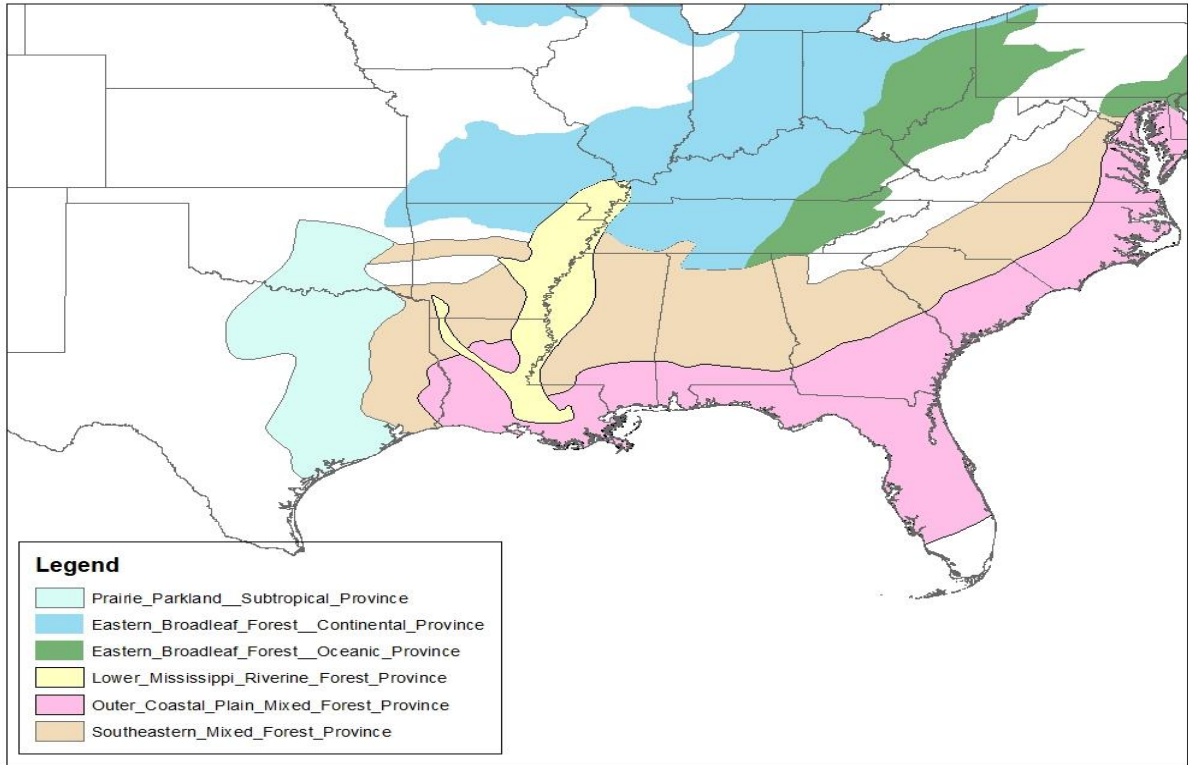 Legend
Prairie_Parkland__Subtropical_Province
Eastern_Broadleaf_Forest__Continental_Province
Eastern_Broadleaf_Forest__Oceanic_Province
Lower_Mississippi_Riverine_Forest_Province
Outer_Coastal_Plain_Mixed_Forest_Province
Southeastern_Mixed_Forest_Province